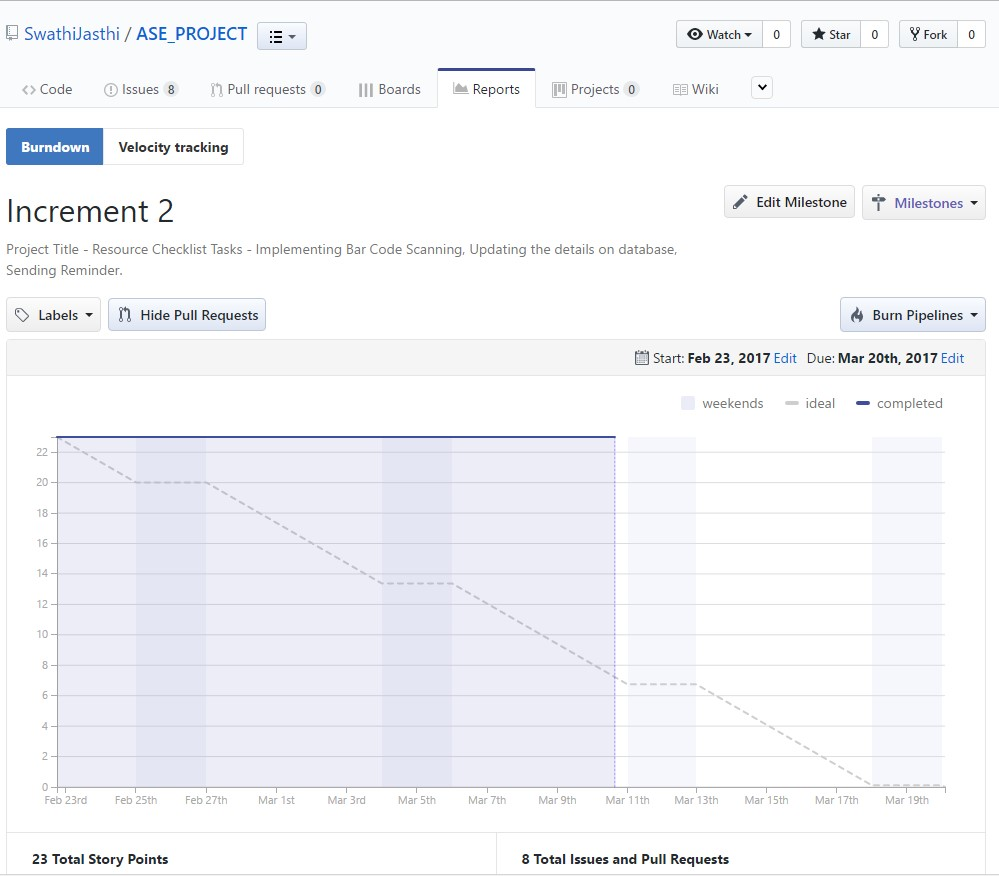 SwathiJasthi / ASE_PROJECT
Watch 0 Star 0 Fork 0
Code Issues 8 Pull requests 0 Boards Reports Projects 0 Wiki
Burndown Velocity tracking
Increment 2
Edit Milestone Milestones
Project Title - Resource Checklist Tasks - Implementing Bar Code Scanning, Updating the details on database,
Sending Reminder.
Labels Hide Pull Requests Burn Pipelines
Start: Feb 23, 2017 Edit Due: Mar 20th, 2017 Edit
weekends ideal completed
22
20
18
16
14
12
10
8
6
4
2
0
Feb 23rd Feb 25th Feb 27th Mar 1st Mar 3rd Mar 5th Mar 7th Mar 9th Mar 11th Mar 13th Mar 15th Mar 17th Mar 19th
23 Total Story Points 8 Total Issues and Pull Requests